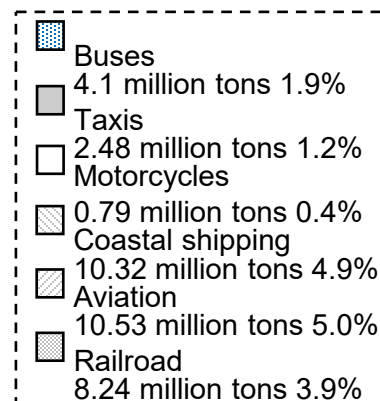 Buses
4.1 million tons 1.9%
Taxis
2.48 million tons 1.2%
Motorcycles
0.79 million tons 0.4%
Coastal shipping
10.32 million tons 4.9%
Aviation
10.53 million tons 5.0%
Railroad
8.24 million tons 3.9%